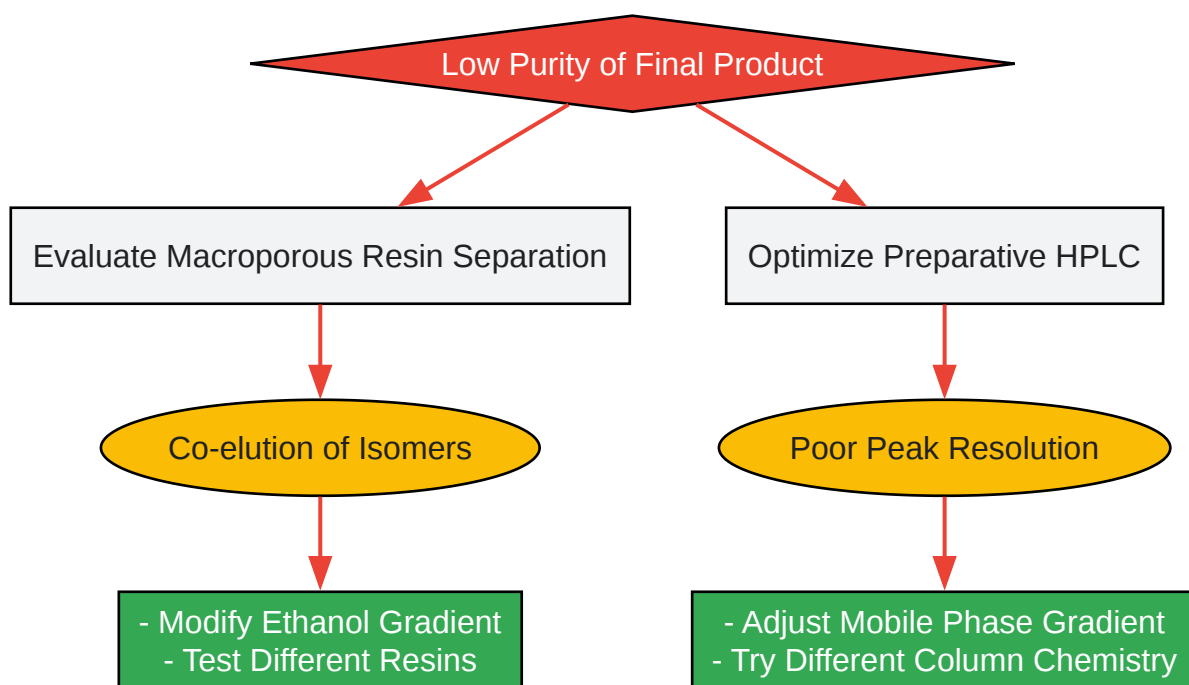 Low Purity of Final Product
Evaluate Macroporous Resin Separation
Optimize Preparative HPLC
Co-elution of Isomers
Poor Peak Resolution
- Modify Ethanol Gradient
- Test Different Resins
- Adjust Mobile Phase Gradient
- Try Different Column Chemistry